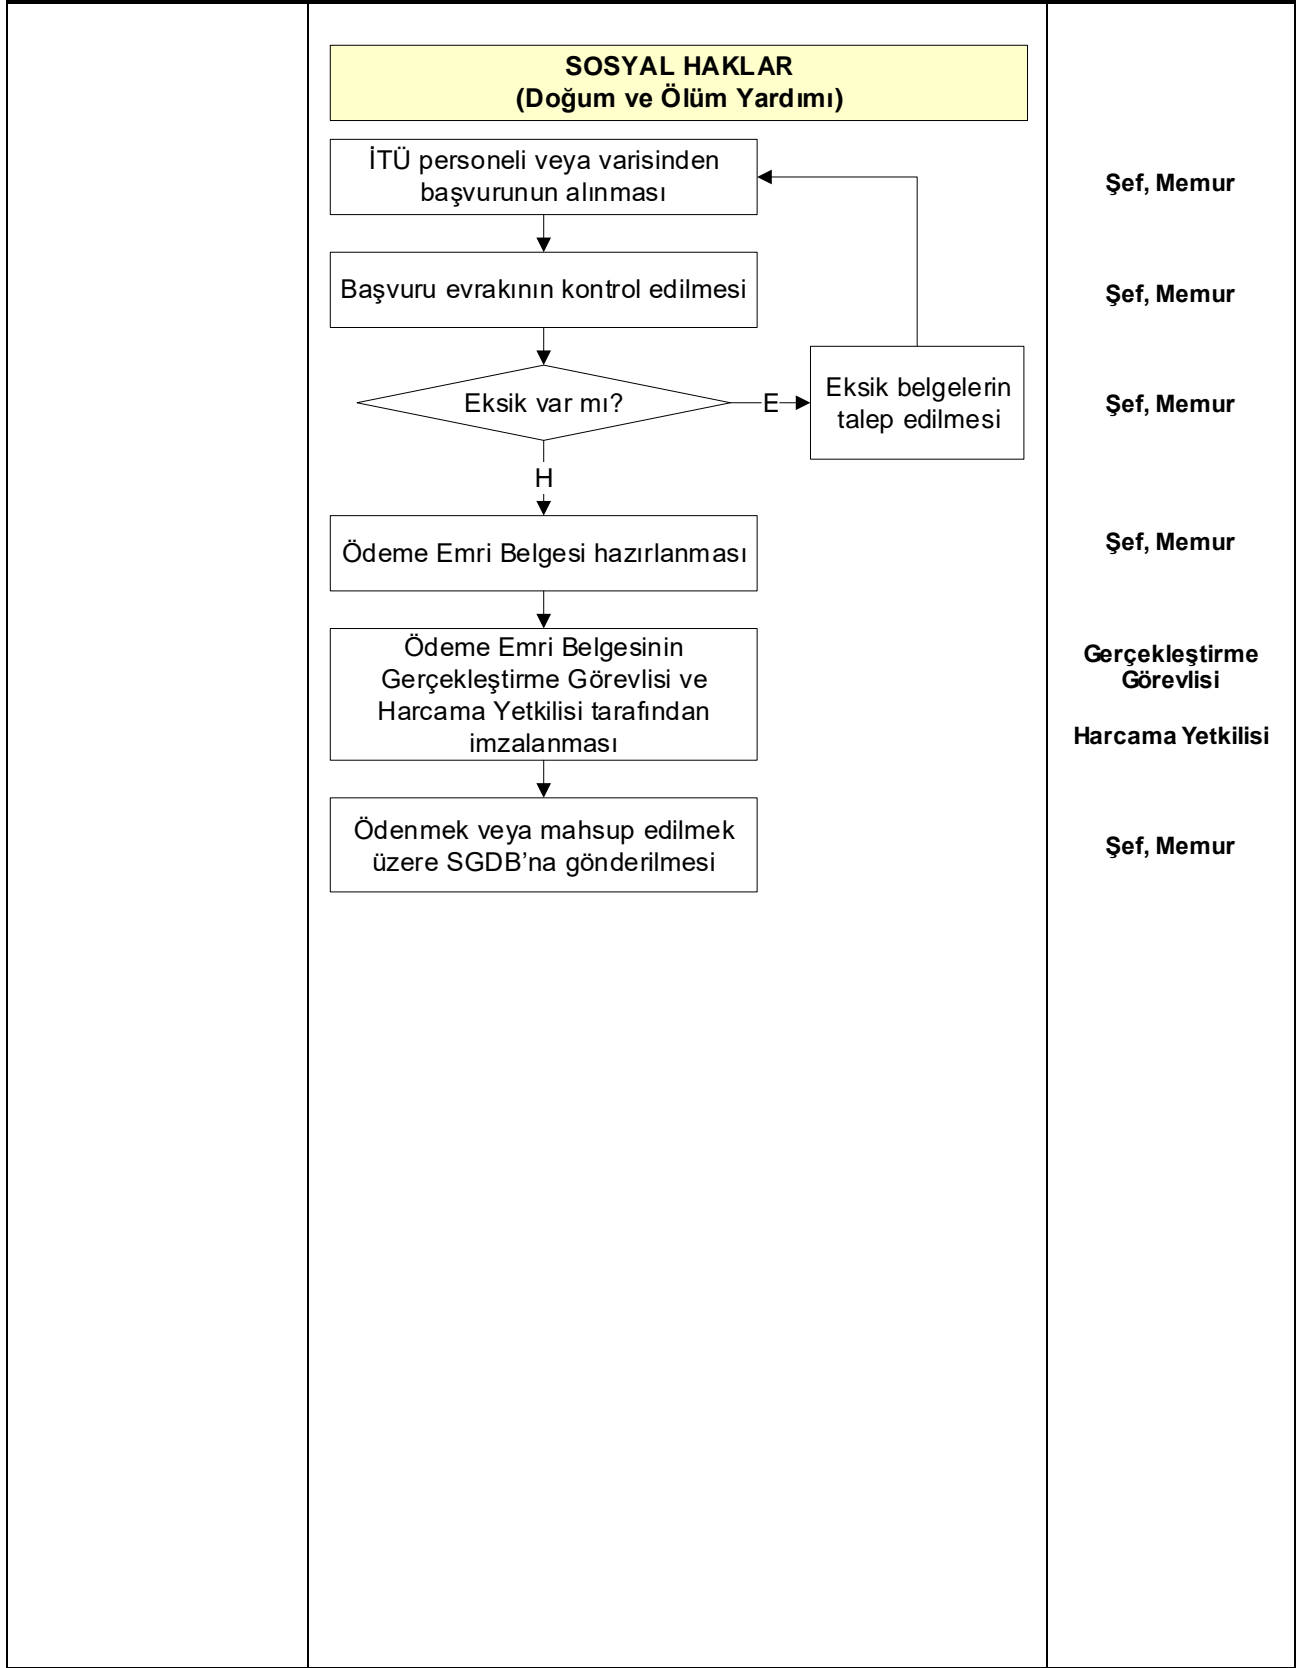 SOSYAL HAKLAR
(Doğum ve Ölüm Yardımı)
İTÜ personeli veya varisinden
başvurunun alınması
Şef, Memur
Başvuru evrakının kontrol edilmesi
Şef, Memur
Eksik var mı?
E
Eksik belgelerin
talep edilmesi
Şef, Memur
H
Ödeme Emri Belgesi hazırlanması
Şef, Memur
Ödeme Emri Belgesinin
Gerçekleştirme Görevlisi ve
Harcama Yetkilisi tarafından
imzalanması
Gerçekleştirme
Görevlisi
Harcama Yetkilisi
Ödenmek veya mahsup edilmek
üzere SGDB’na gönderilmesi
Şef, Memur